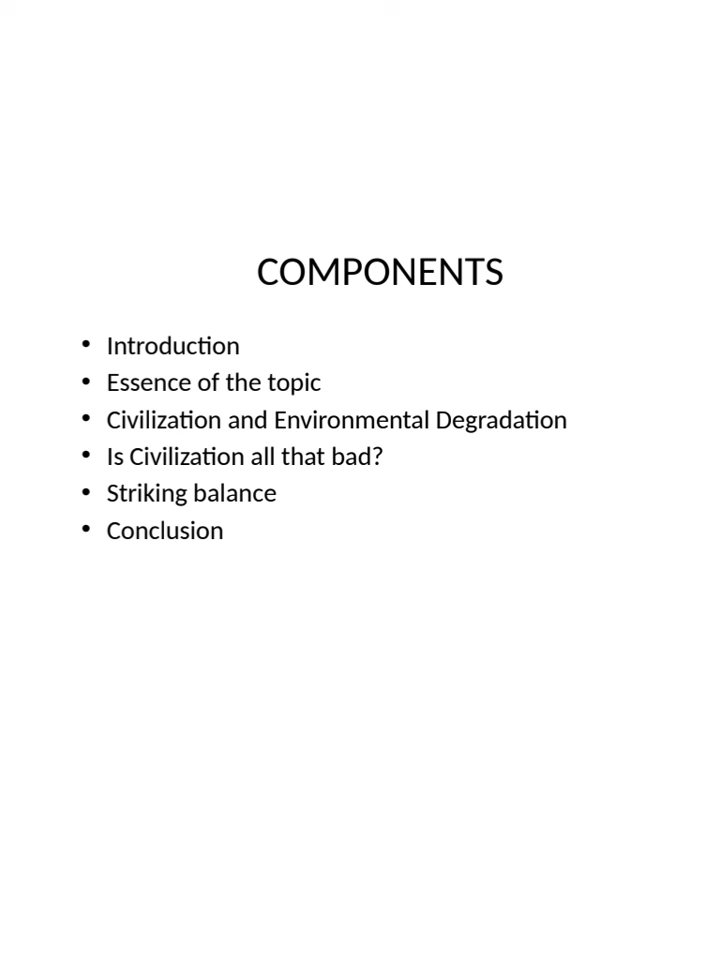 COMPONENTS
• Introduction
• Essence of the topic
• Civilization and Environmental Degradation
• Is Civilization all that bad?
• Striking balance
• Conclusion